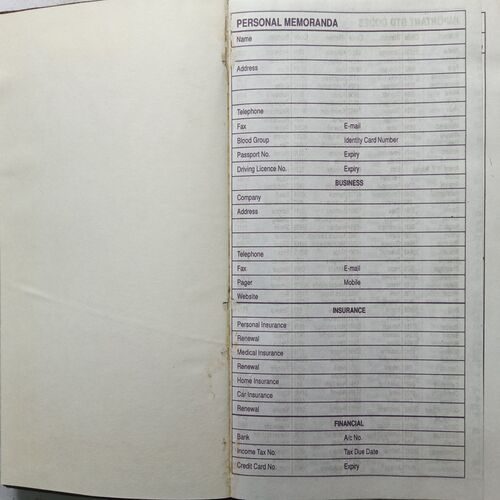 PERSONAL MEMORANDA
Name
Address
Telephone
Fax E-mail
Blood Group Identity Card Number
Passport No. Expiry
Driving Licence No. Expiry
BUSINESS
Company
Address
Telephone
Fax E-mail
Pager Mobile
Website
INSURANCE
Personal Insurance
Renewal
Medical Insurance
Renewal
Home Insurance
Car Insurance
Renewal
FINANCIAL
Bank A/c No.
Income Tax No. Tax Due Date
Credit Card No. Expiry